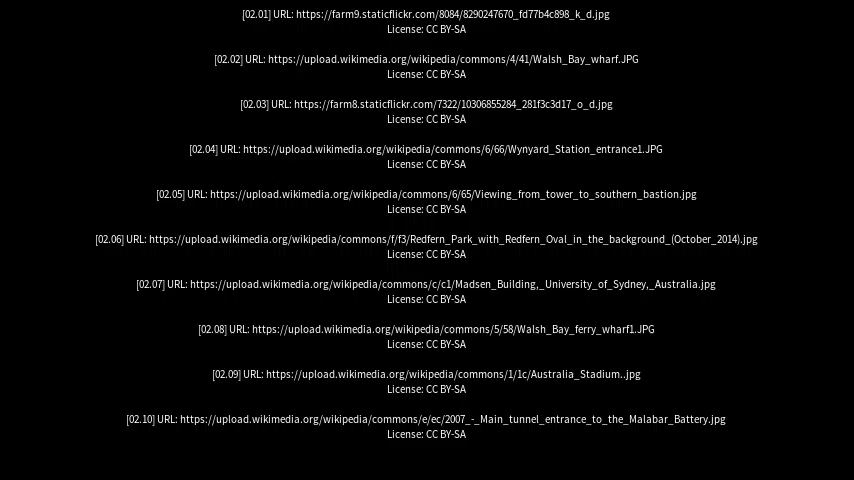 [02.01] URL: https://farm9.staticflickr.com/8084/8290247670_fd77b4c898_k_d.jpg
License: CC BY-SA
[02.02] URL: https://upload.wikimedia.org/wikipedia/commons/4/41/Walsh_Bay_wharf.JPG
License: CC BY-SA
[02.03] URL: https://farm8.staticflickr.com/7322/10306855284_281f3c3d17_o_d.jpg
License: CC BY-SA
[02.04] URL: https://upload.wikimedia.org/wikipedia/commons/6/66/Wynyard_Station_entrance1.JPG
License: CC BY-SA
[02.05] URL: https://upload.wikimedia.org/wikipedia/commons/6/65/Viewing_from_tower_to_southern_bastion.jpg
License: CC BY-SA
[02.06] URL: https://upload.wikimedia.org/wikipedia/commons/f/f3/Redfern_Park_with_Redfern_Oval_in_the_background_(October_2014).jpg
License: CC BY-SA
[02.07] URL: https://upload.wikimedia.org/wikipedia/commons/c/c1/Madsen_Building,_University_of_Sydney,_Australia.jpg
License: CC BY-SA
[02.08] URL: https://upload.wikimedia.org/wikipedia/commons/5/58/Walsh_Bay_ferry_wharf1.JPG
License: CC BY-SA
[02.09] URL: https://upload.wikimedia.org/wikipedia/commons/1/1c/Australia_Stadium..jpg
License: CC BY-SA
[02.10] URL: https://upload.wikimedia.org/wikipedia/commons/e/ec/2007_-_Main_tunnel_entrance_to_the_Malabar_Battery.jpg
License: CC BY-SA